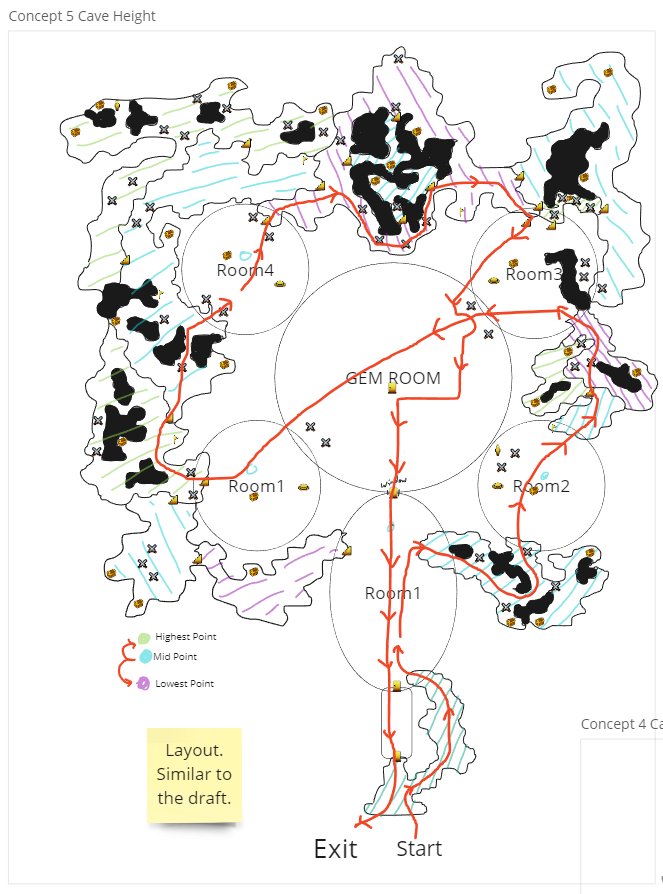 Concept 5 Cave Height
Room4
Room3
GEM ROOM
Room1
Room2
window
Room1
Highest Point
Mid Point
Lowest Point
Layout.
Similar to
the draft.
Concept 4 Ca
Exit
Start